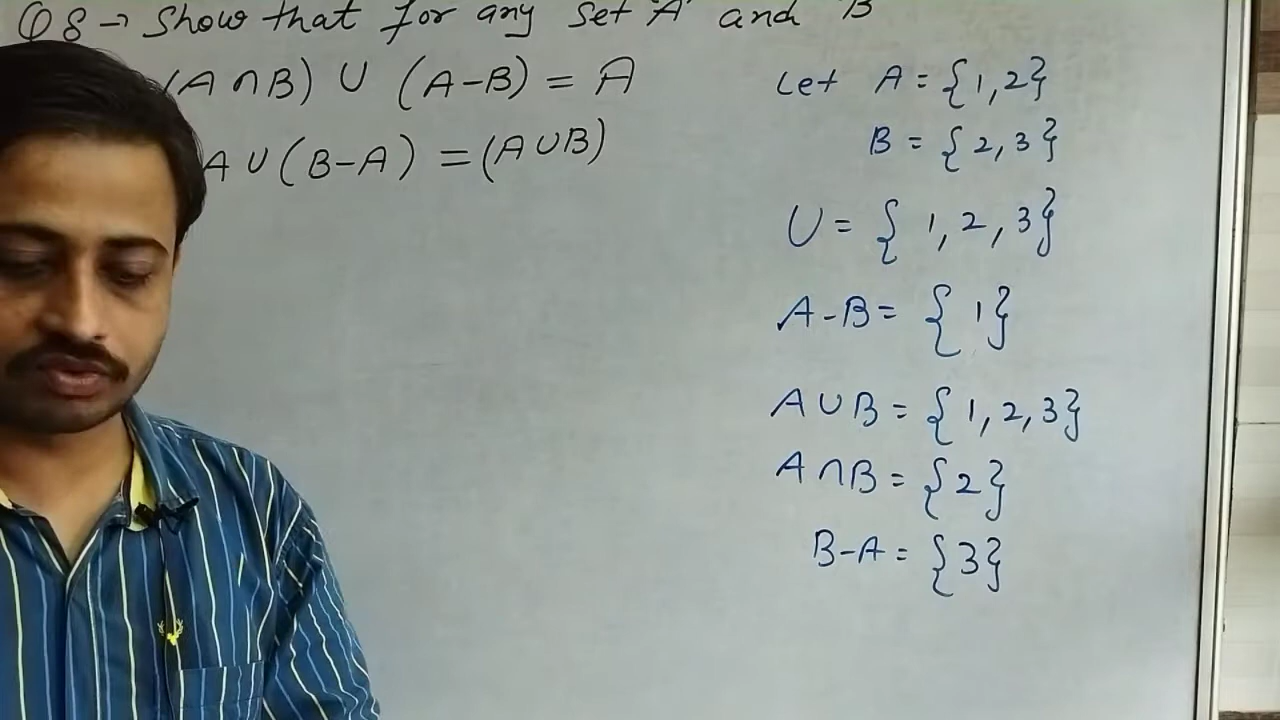 Q8→ Show that for any set A and B
(A∩B) ∪ (A-B) = A
A∪(B-A) = (A∪B)
Let A = {1,2}
B = {2,3}
U = {1,2,3}
A-B = {1}
A∪B = {1,2,3}
A∩B = {2}
B-A = {3}